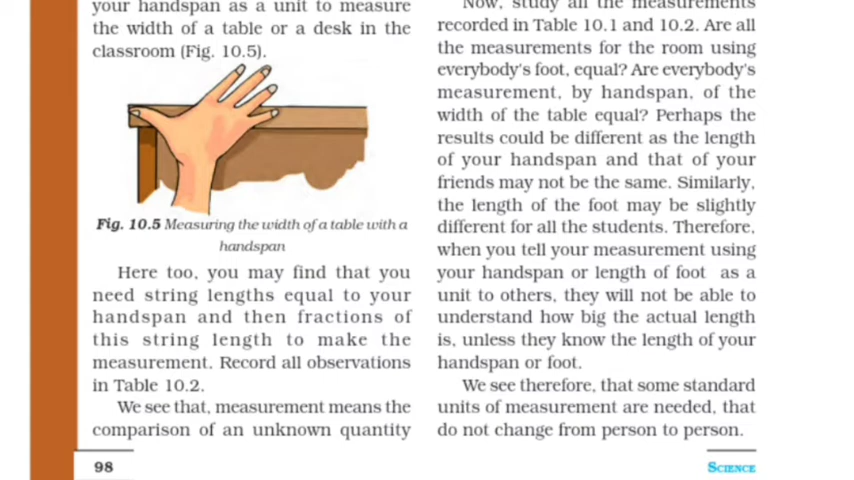 your handspan as a unit to measure
the width of a table or a desk in the
classroom (Fig. 10.5).
Fig. 10.5 Measuring the width of a table with a
handspan
Here too, you may find that you
need string lengths equal to your
handspan and then fractions of
this string length to make the
measurement. Record all observations
in Table 10.2.
We see that, measurement means the
comparison of an unknown quantity
Now, study all the measurements
recorded in Table 10.1 and 10.2. Are all
the measurements for the room using
everybody's foot, equal? Are everybody's
measurement, by handspan, of the
width of the table equal? Perhaps the
results could be different as the length
of your handspan and that of your
friends may not be the same. Similarly,
the length of the foot may be slightly
different for all the students. Therefore,
when you tell your measurement using
your handspan or length of foot as a
unit to others, they will not be able to
understand how big the actual length
is, unless they know the length of your
handspan or foot.
We see therefore, that some standard
units of measurement are needed, that
do not change from person to person.
98
SCIENCE